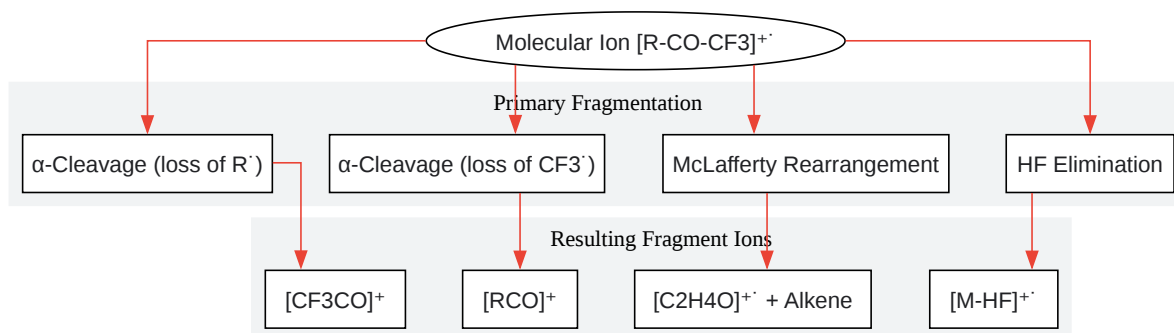 Molecular Ion [R-CO-CF3]⁺˙
Primary Fragmentation
α-Cleavage (loss of R˙)
α-Cleavage (loss of CF3˙)
McLafferty Rearrangement
HF Elimination
Resulting Fragment Ions
[CF3CO]⁺
[RCO]⁺
[C2H4O]⁺˙ + Alkene
[M-HF]⁺˙